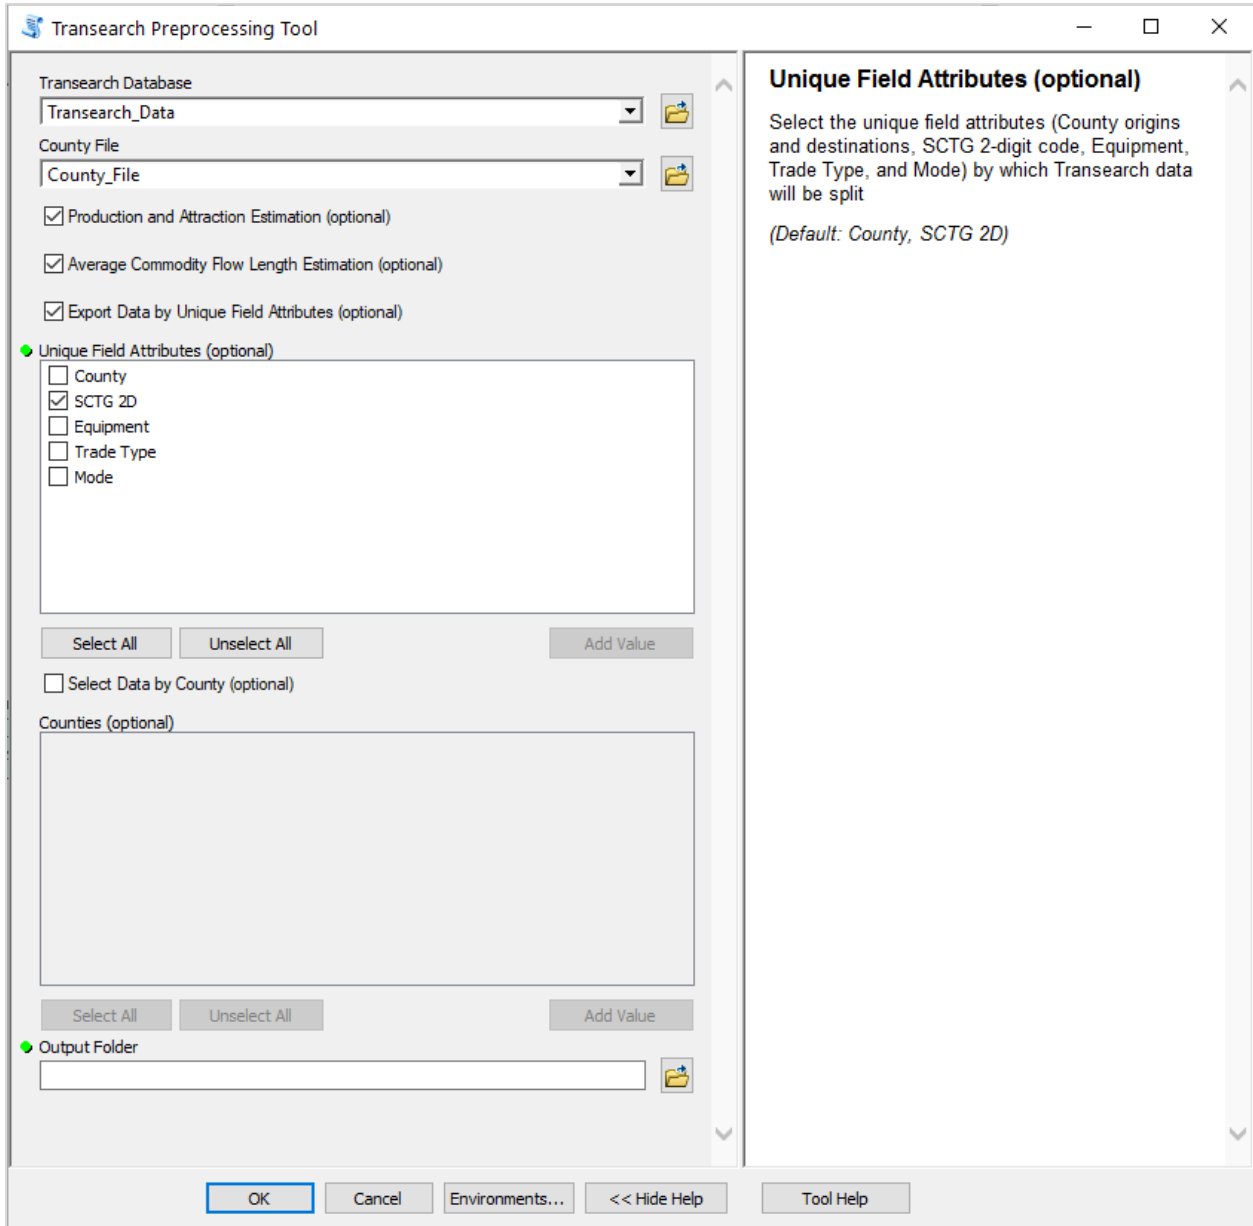 Transearch Preprocessing Tool
Transearch Database
Transearch_Data
County File
County_File
Production and Attraction Estimation (optional)
Average Commodity Flow Length Estimation (optional)
Export Data by Unique Field Attributes (optional)
Unique Field Attributes (optional)
County
SCTG 2D
Equipment
Trade Type
Mode
Select All
Unselect All
Add Value
Select Data by County (optional)
Counties (optional)
Select All
Unselect All
Add Value
Output Folder
OK
Cancel
Environments...
<< Hide Help
Tool Help
Unique Field Attributes (optional)
Select the unique field attributes (County origins
and destinations, SCTG 2-digit code, Equipment,
Trade Type, and Mode) by which Transearch data
will be split
(Default: County, SCTG 2D)